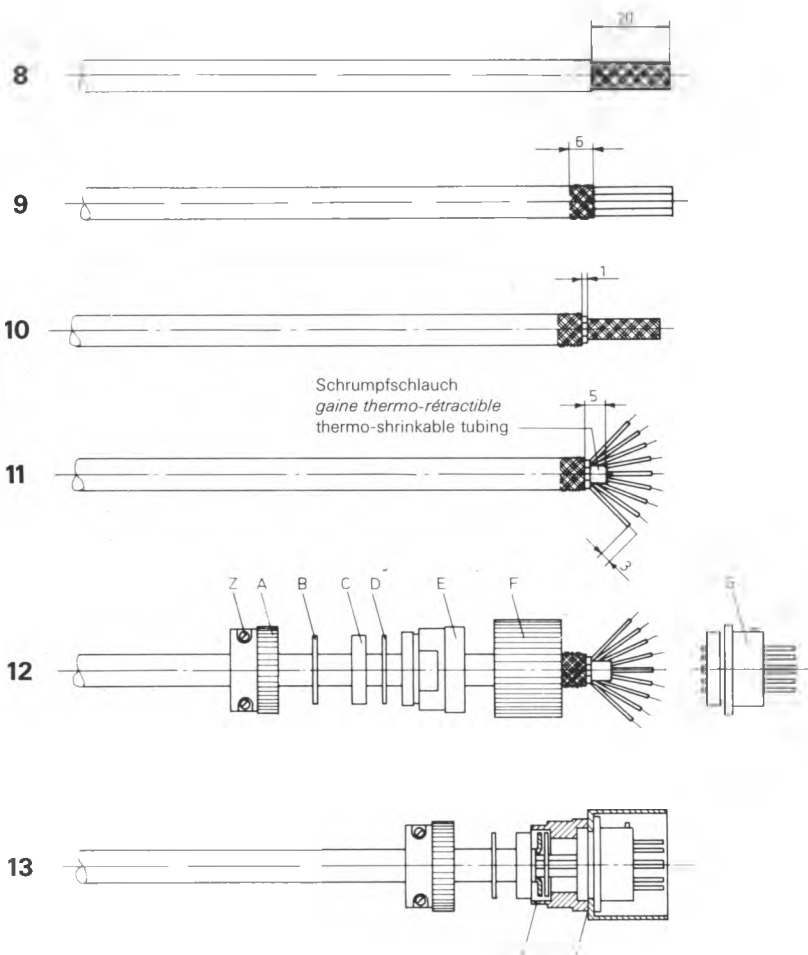 20
8
6
9
1
10
Schrumpfschlauch
gaine thermo-rétractible
thermo-shrinkable tubing
5
11
3
Z A B C D E F G
12
13